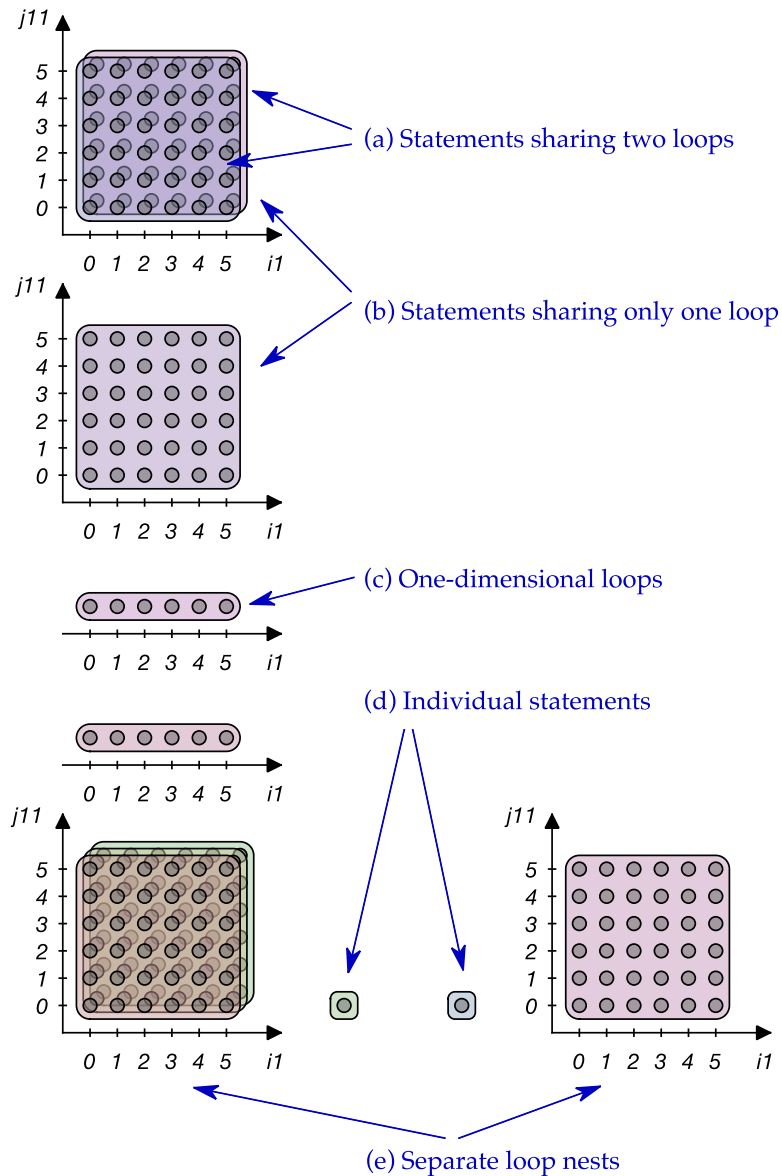 j11
5
4
3
2
1
0
0 1 2 3 4 5 i1
(a) Statements sharing two loops
(b) Statements sharing only one loop
j11
5
4
3
2
1
0
0 1 2 3 4 5 i1
(c) One-dimensional loops
0 1 2 3 4 5 i1
(d) Individual statements
0 1 2 3 4 5 i1
j11
5
4
3
2
1
0
0 1 2 3 4 5 i1
j11
5
4
3
2
1
0
0 1 2 3 4 5 i1
(e) Separate loop nests